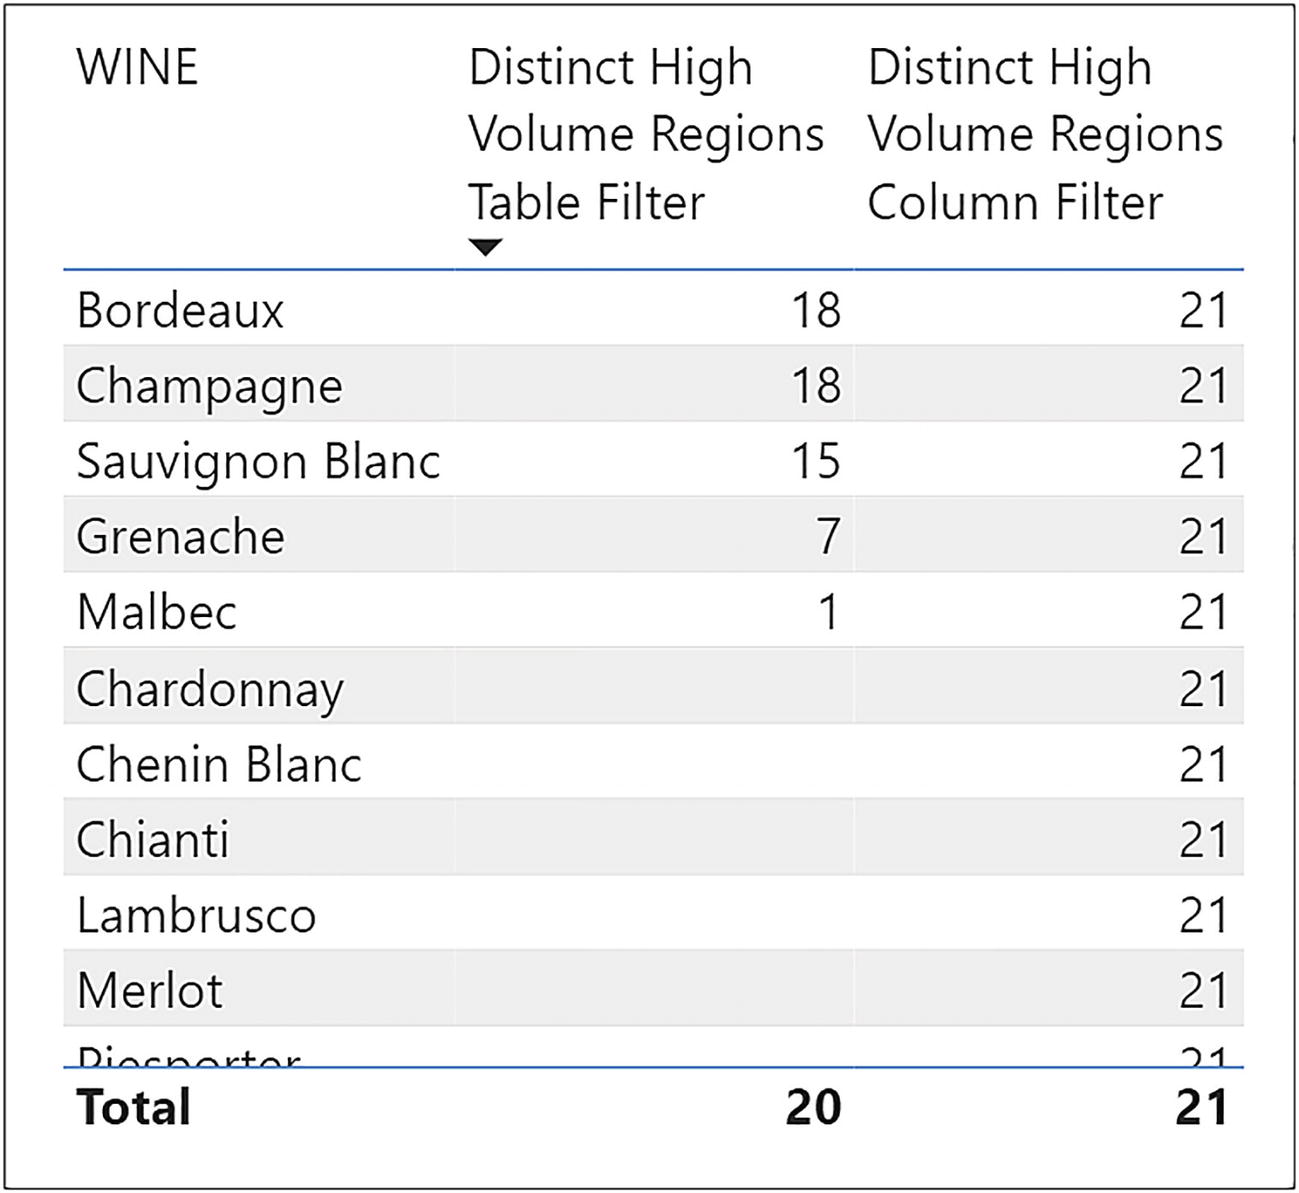 WINE
Distinct High
Volume Regions
Table Filter
Distinct High
Volume Regions
Column Filter
Bordeaux 18 21
Champagne 18 21
Sauvignon Blanc 15 21
Grenache 7 21
Malbec 1 21
Chardonnay 21
Chenin Blanc 21
Chianti 21
Lambrusco 21
Merlot 21
Piesporter 21
Total 20 21